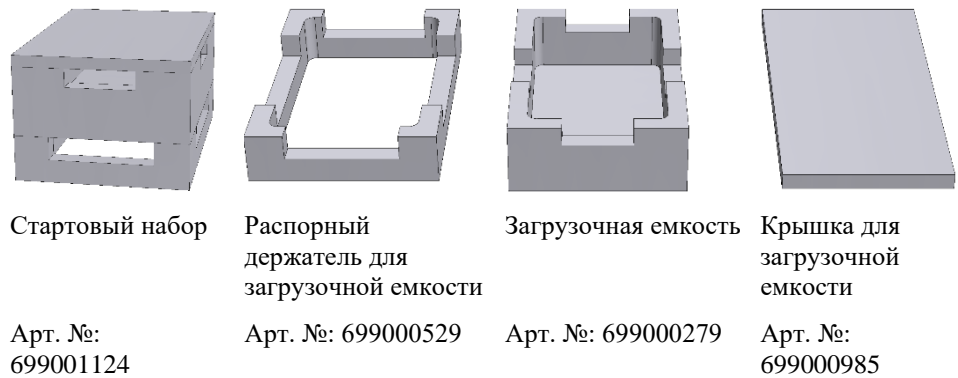 Стартовый набор
Распорный
держатель для
загрузочной емкости
Загрузочная емкость
Крышка для
загрузочной
емкости
Арт. №:
699001124
Арт. №: 699000529
Арт. №: 699000279
Арт. №:
699000985